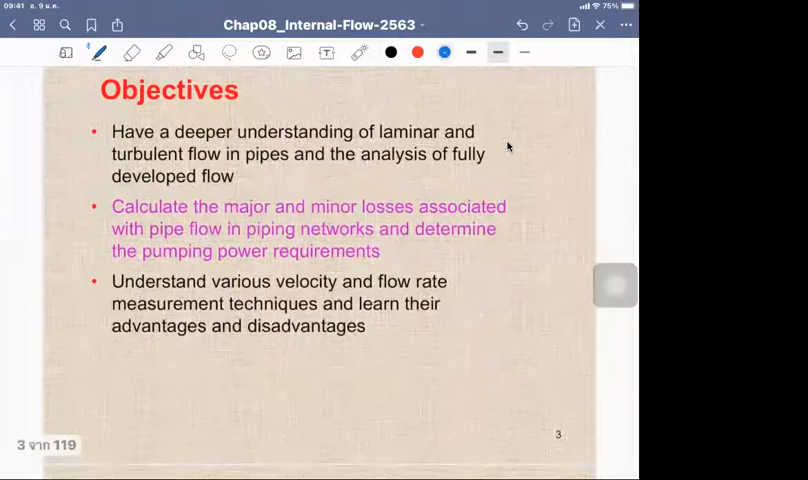 09:41 อ. 9 ม.ค.
75%
Chap08_Internal-Flow-2563
Objectives
• Have a deeper understanding of laminar and
turbulent flow in pipes and the analysis of fully
developed flow
• Calculate the major and minor losses associated
with pipe flow in piping networks and determine
the pumping power requirements
• Understand various velocity and flow rate
measurement techniques and learn their
advantages and disadvantages
3
3 จาก 119